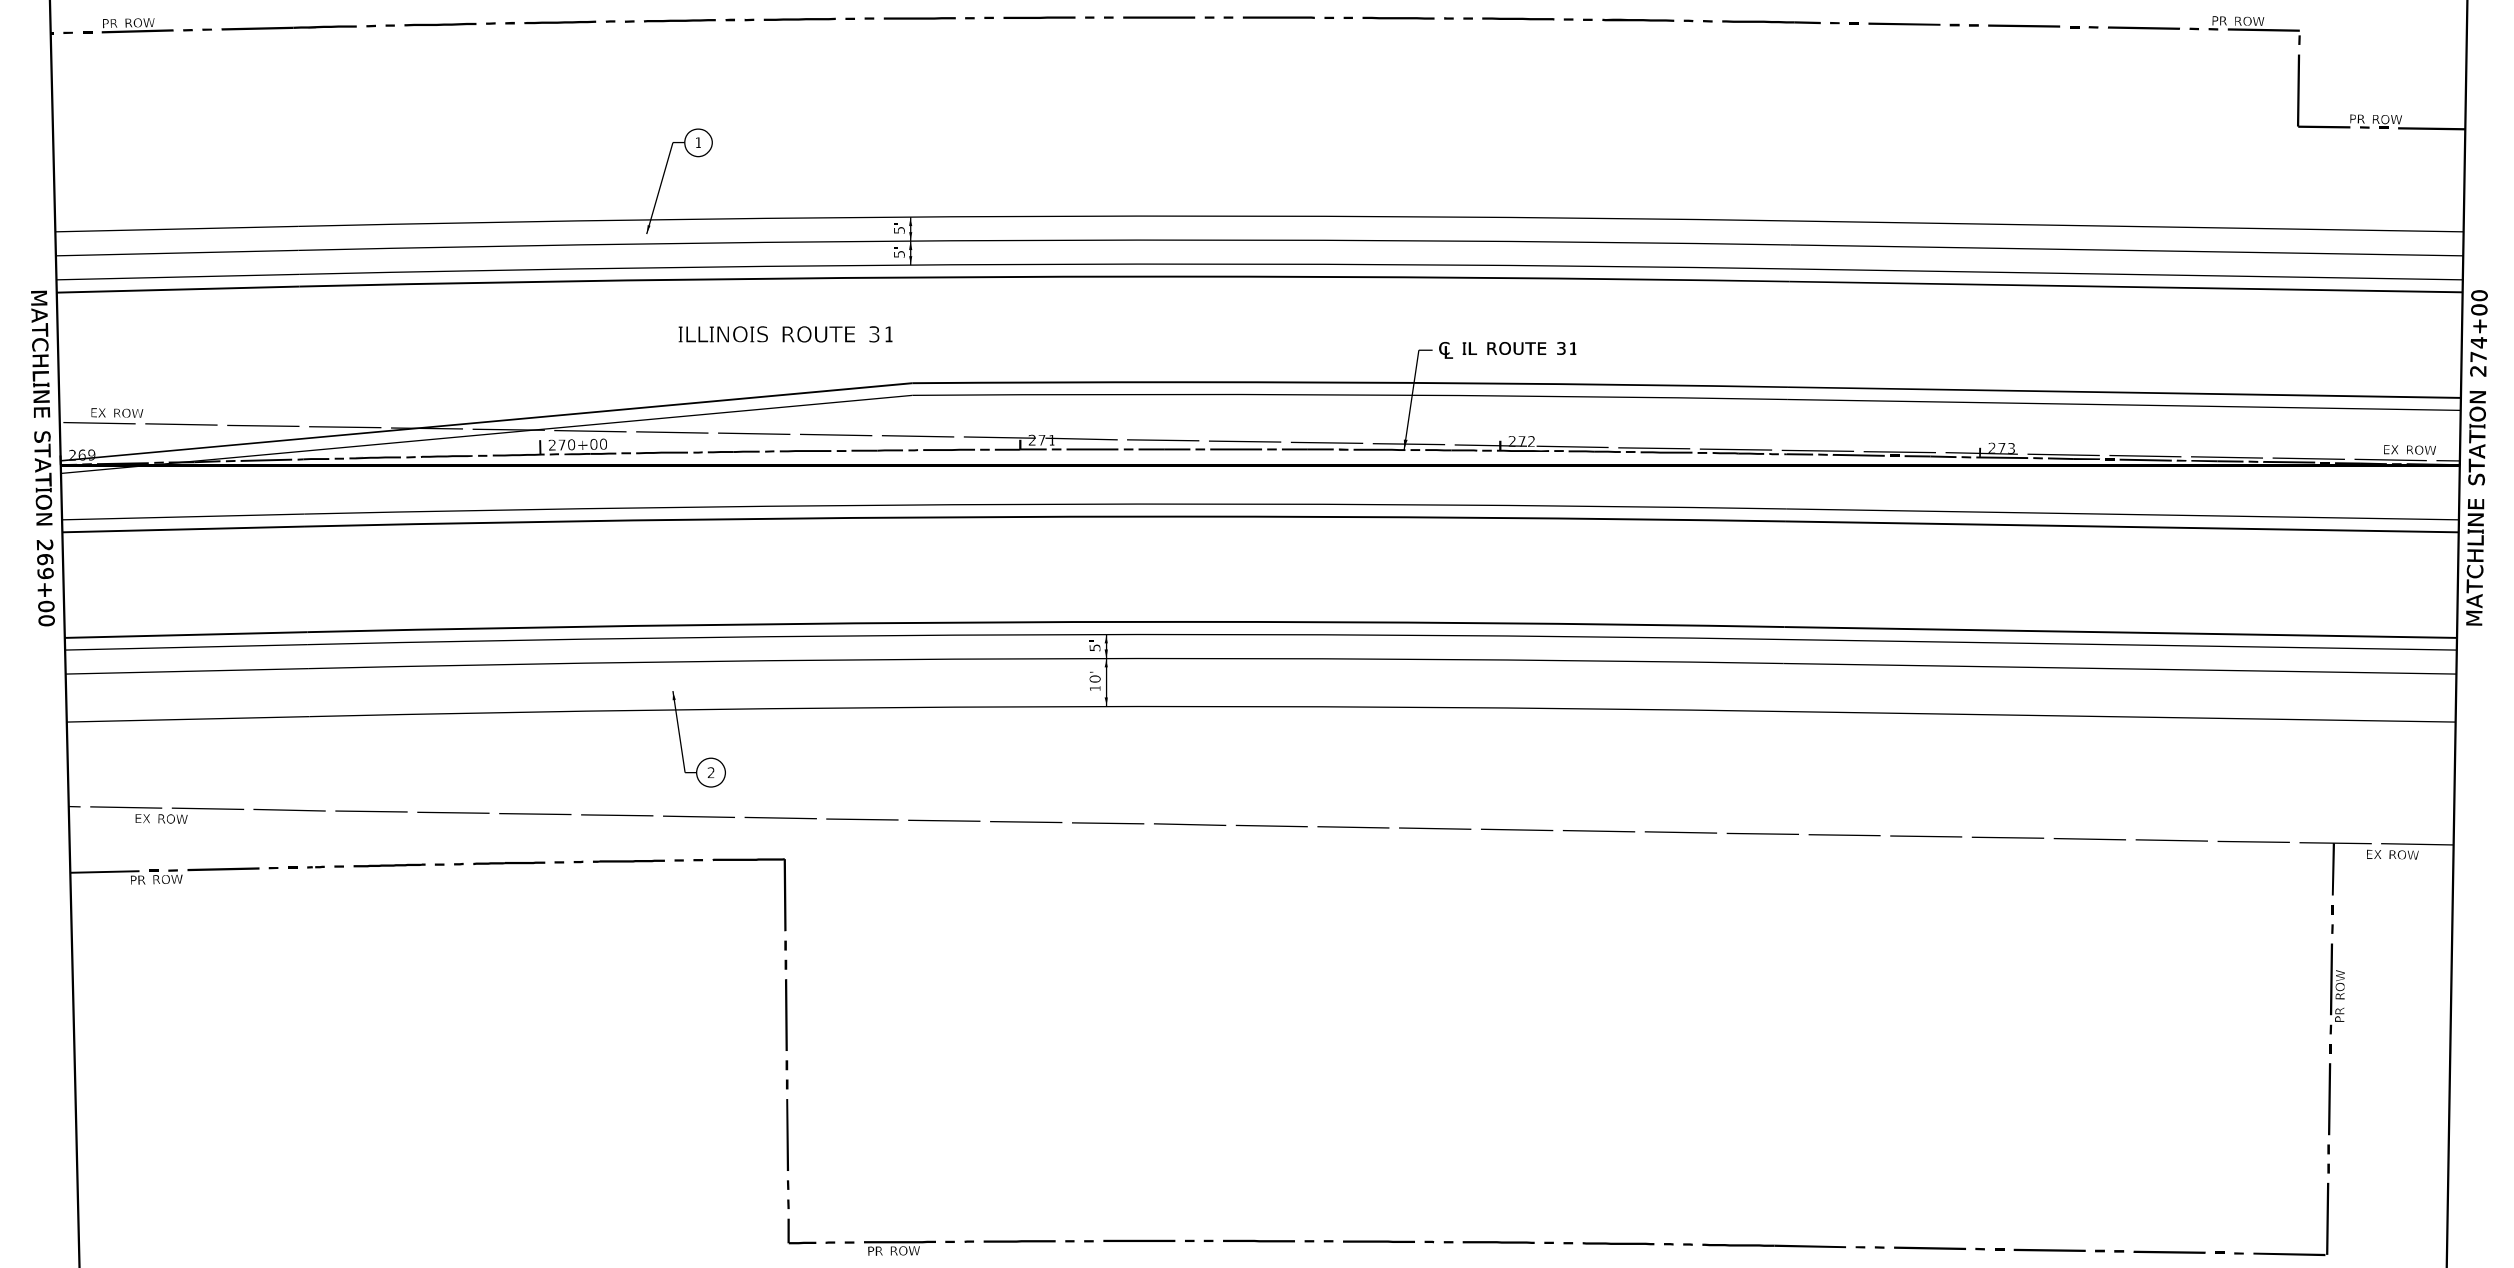 PR ROW
PR ROW
PR ROW
1
5'
5'
ILLINOIS ROUTE 31
℄ IL ROUTE 31
MATCHLINE STATION 269+00
MATCHLINE STATION 274+00
EX ROW
269
270+00
271
272
273
EX ROW
5'
10'
2
EX ROW
EX ROW
PR ROW
PR ROW
PR ROW